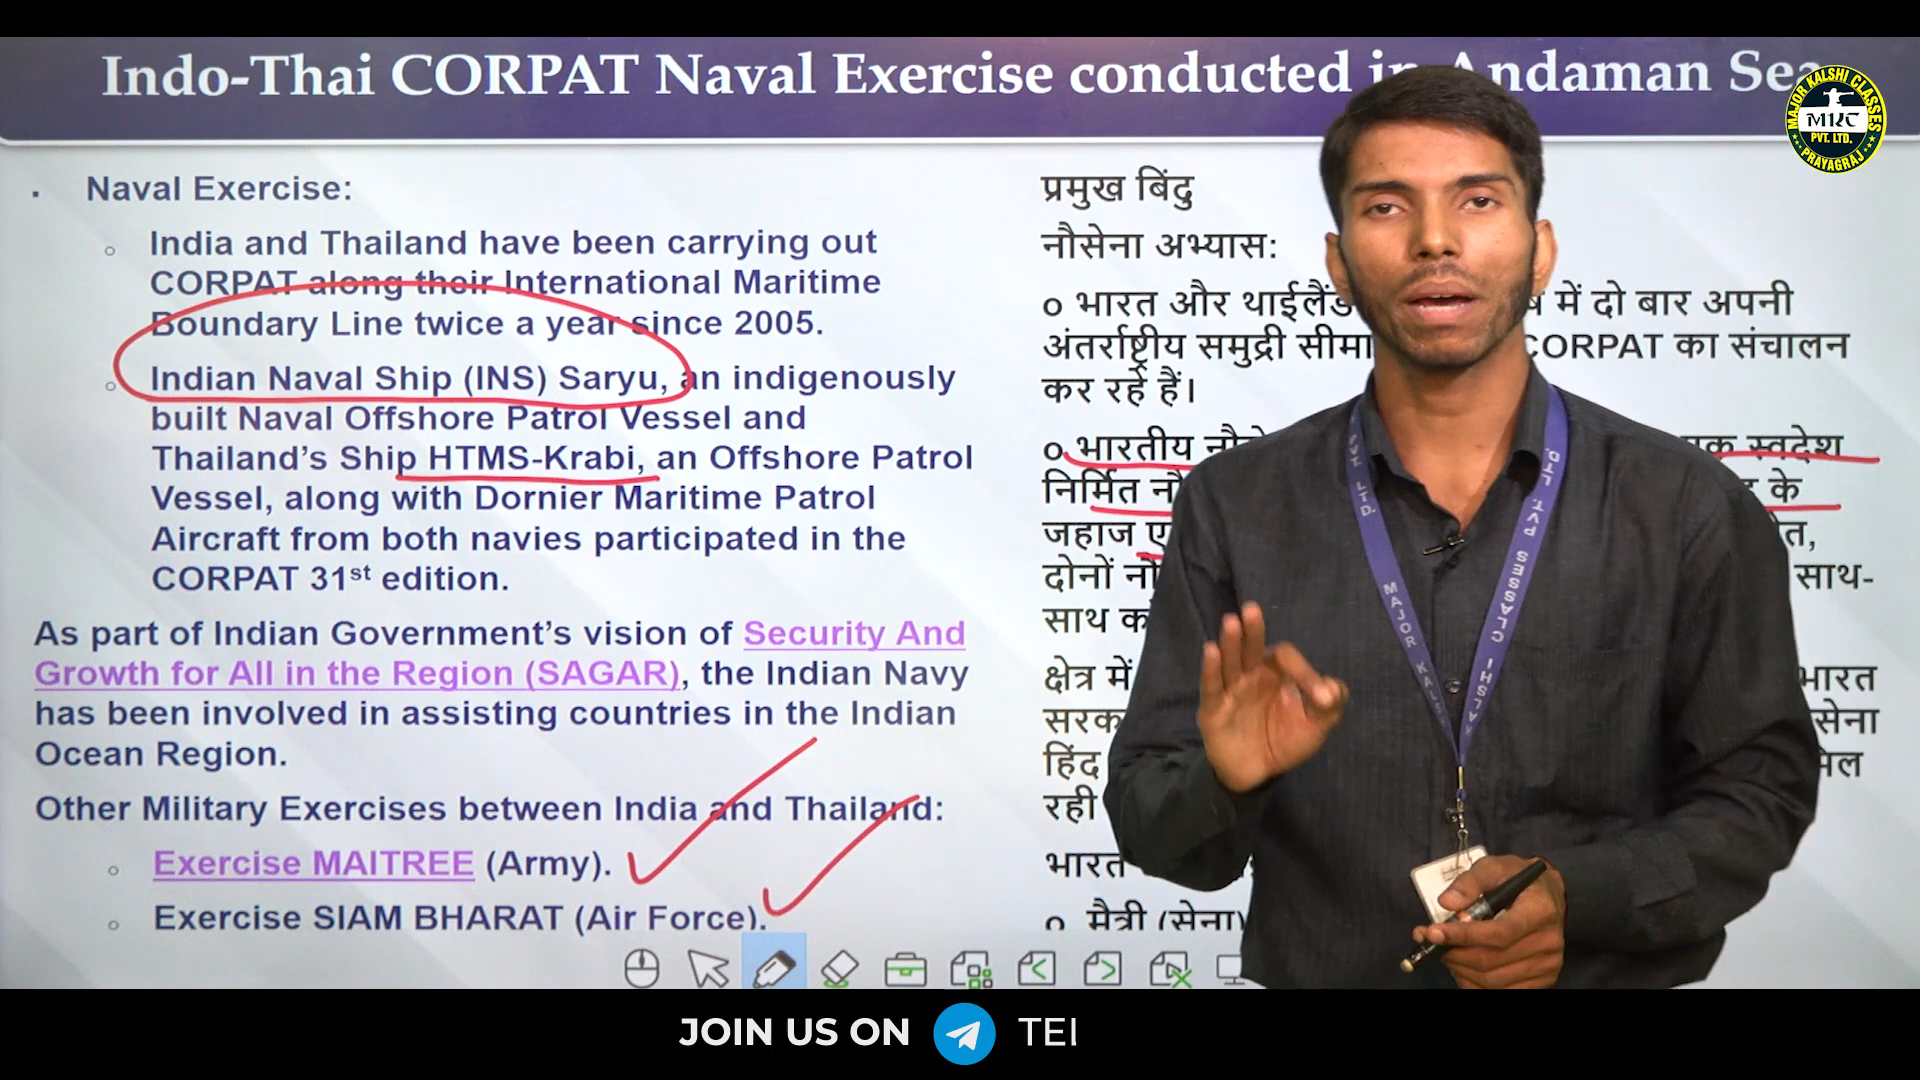 Indo-Thai CORPAT Naval Exercise conducted in Andaman Sea
MAJOR KALSHI CLASSES
MKC
PVT. LTD.
PRAYAGRAJ
Naval Exercise:
India and Thailand have been carrying out
CORPAT along their International Maritime
Boundary Line twice a year since 2005.
Indian Naval Ship (INS) Saryu, an indigenously
built Naval Offshore Patrol Vessel and
Thailand's Ship HTMS-Krabi, an Offshore Patrol
Vessel, along with Dornier Maritime Patrol
Aircraft from both navies participated in the
CORPAT 31st edition.
As part of Indian Government's vision of Security And
Growth for All in the Region (SAGAR), the Indian Navy
has been involved in assisting countries in the Indian
Ocean Region.
Other Military Exercises between India and Thailand:
Exercise MAITREE (Army).
Exercise SIAM BHARAT (Air Force).
प्रमुख बिंदु
नौसेना अभ्यास:
o भारत और थाईलैंड में दो बार अपनी
अंतर्राष्ट्रीय समुद्री सीमा CORPAT का संचालन
कर रहे हैं।
o भारतीय स्वदेश
निर्मित के
जहाज
दोनों साथ-
साथ
क्षेत्र में भारत
हिंद
रही
भारत
o मैत्री (सेना)
MAJOR
JOIN US ON TEL